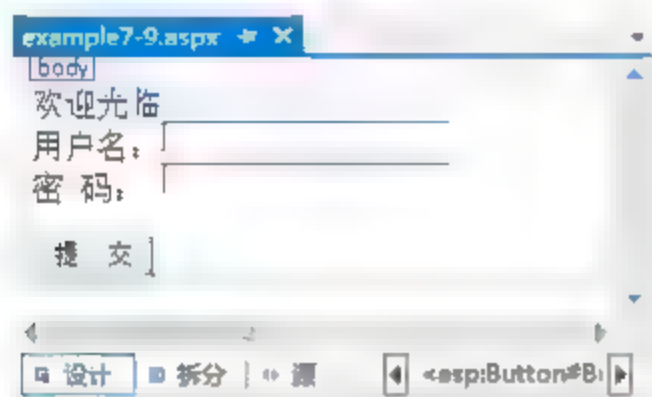 example7-9.aspx
body
欢迎光临
用户名：
密 码：
提 交
设计 拆分 源 <asp:Button#B